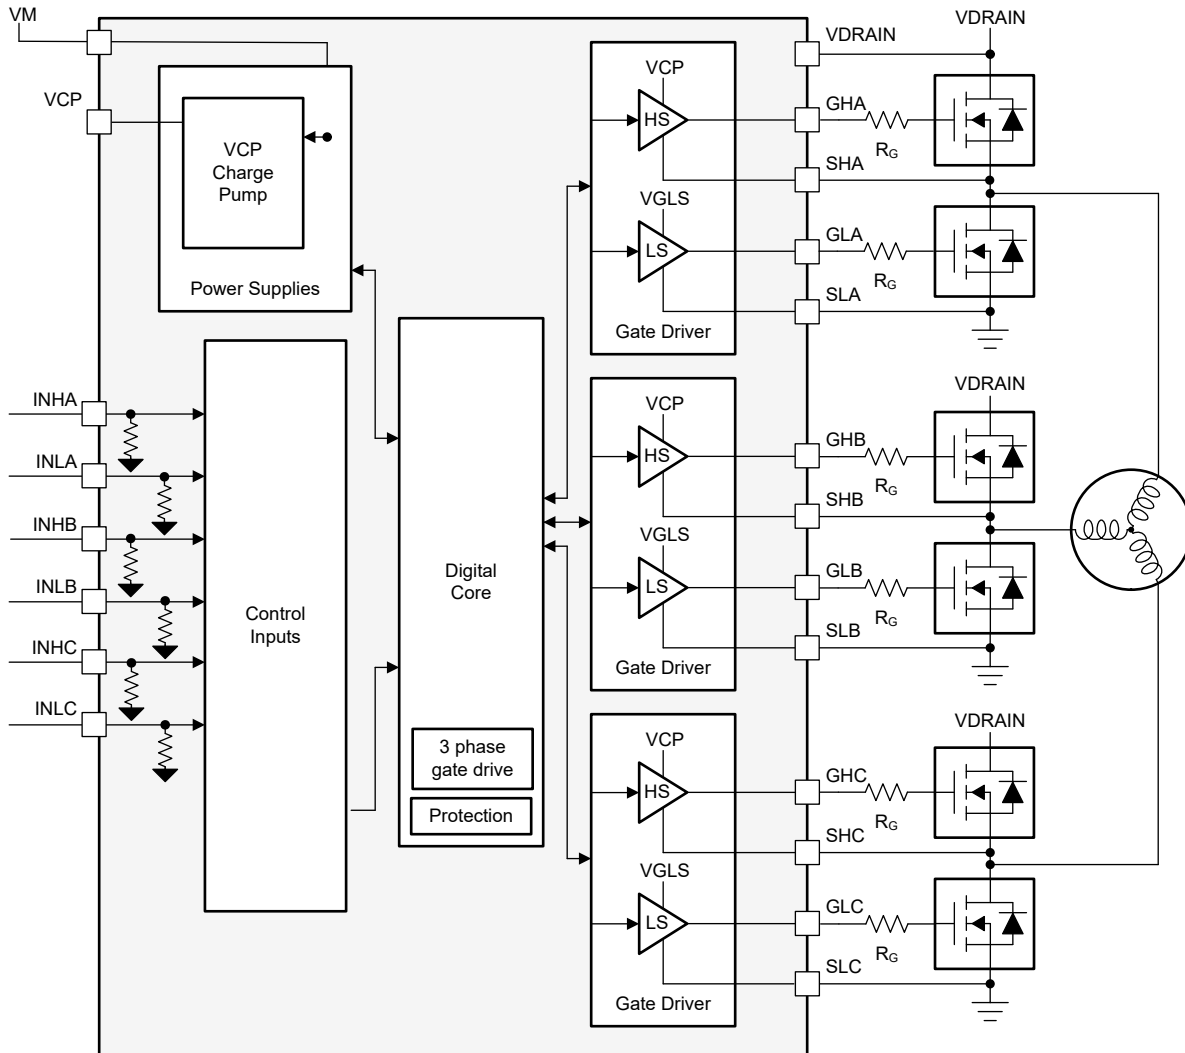 VM
VCP
VCP
Charge
Pump
Power Supplies
INHA
INLA
INHB
INLB
INHC
INLC
Control
Inputs
Digital
Core
3 phase
gate drive
Protection
VCP
HS
VGLS
LS
Gate Driver
VCP
HS
VGLS
LS
Gate Driver
VCP
HS
VGLS
LS
Gate Driver
VDRAIN
VDRAIN
GHA
RG
SHA
GLA
RG
SLA
VDRAIN
GHB
RG
SHB
GLB
RG
SLB
VDRAIN
GHC
RG
SHC
GLC
RG
SLC